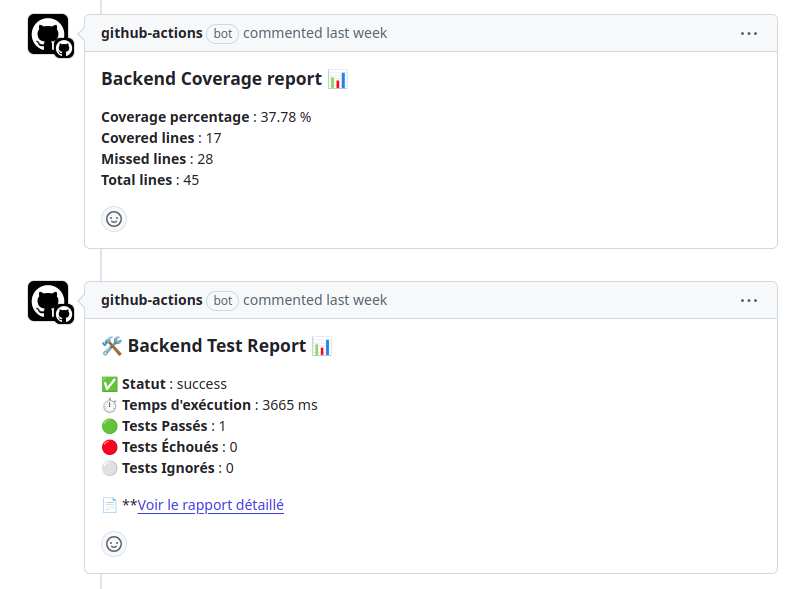 github-actions bot commented last week
Backend Coverage report 📊
Coverage percentage : 37.78 %
Covered lines : 17
Missed lines : 28
Total lines : 45
github-actions bot commented last week
🛠️ Backend Test Report 📊
✅ Statut : success
⏱️ Temps d'exécution : 3665 ms
🟢 Tests Passés : 1
🔴 Tests Échoués : 0
⚪ Tests Ignorés : 0
📄 **Voir le rapport détaillé